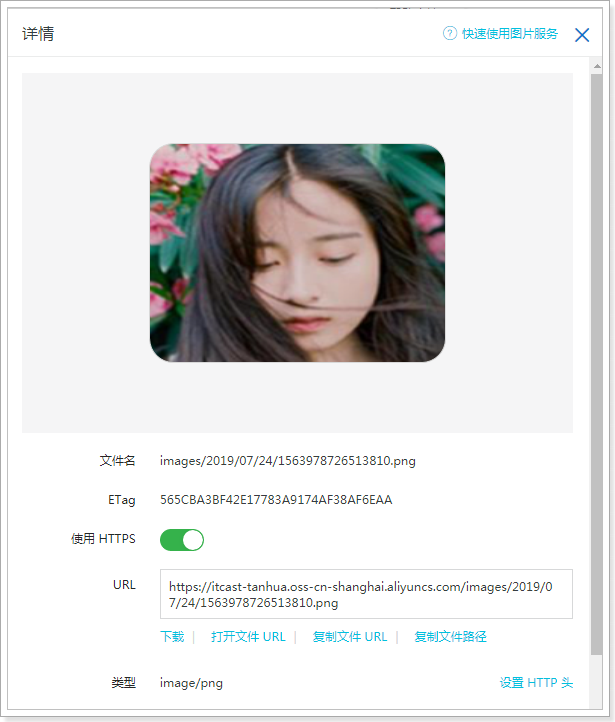 详情
? 快速使用图片服务
文件名 images/2019/07/24/1563978726513810.png
ETag 565CBA3BF42E17783A9174AF38AF6EAA
使用 HTTPS
URL https://itcast-tanhua.oss-cn-shanghai.aliyuncs.com/images/2019/0
7/24/1563978726513810.png
下载 | 打开文件 URL | 复制文件 URL | 复制文件路径
类型 image/png 设置 HTTP 头